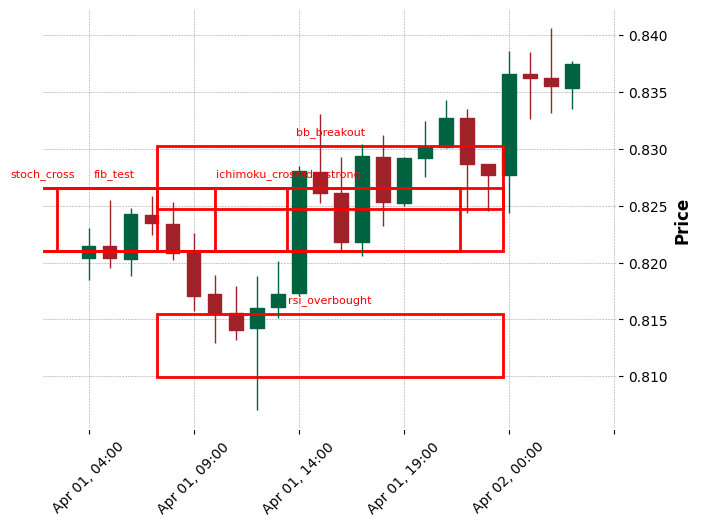 0.840
0.835
bb_breakout
0.830
stoch_cross
fib_test
0.825
Price
0.820
rsi_overbought
0.815
0.810
Apr 01, 04:00
Apr 01, 09:00
Apr 01, 14:00
Apr 01, 19:00
Apr 02, 00:00